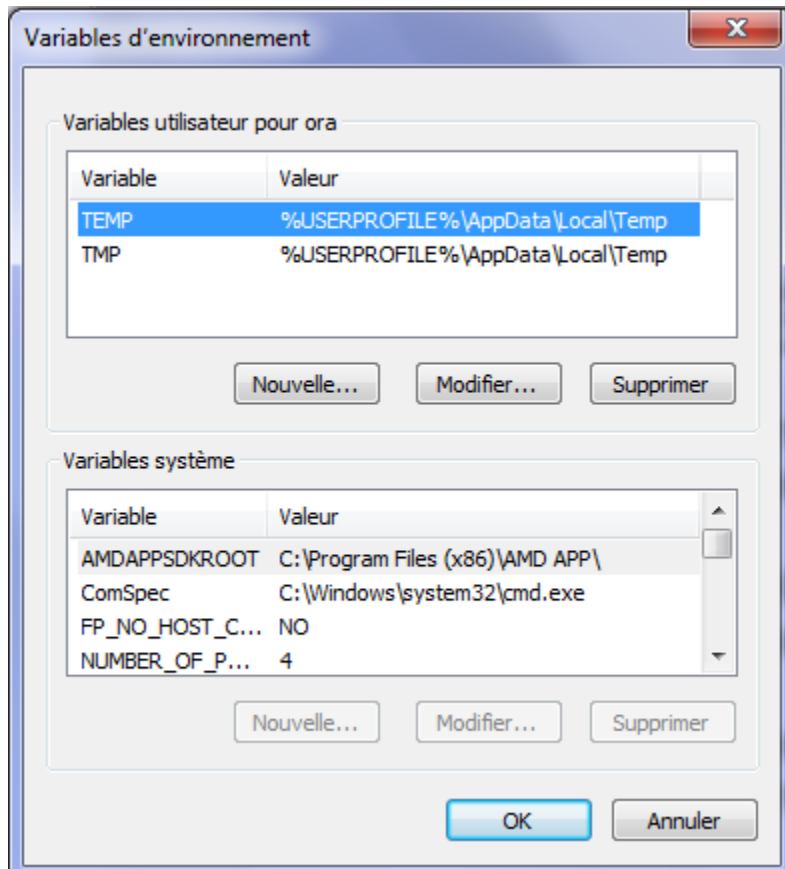 Variables d'environnement
Variables utilisateur pour ora
Variable Valeur
TEMP %USERPROFILE%\AppData\Local\Temp
TMP %USERPROFILE%\AppData\Local\Temp
Nouvelle... Modifier... Supprimer
Variables système
Variable Valeur
AMDAPPSDKROOT C:\Program Files (x86)\AMD APP\
ComSpec C:\Windows\system32\cmd.exe
FP_NO_HOST_C... NO
NUMBER_OF_P... 4
Nouvelle... Modifier... Supprimer
OK Annuler